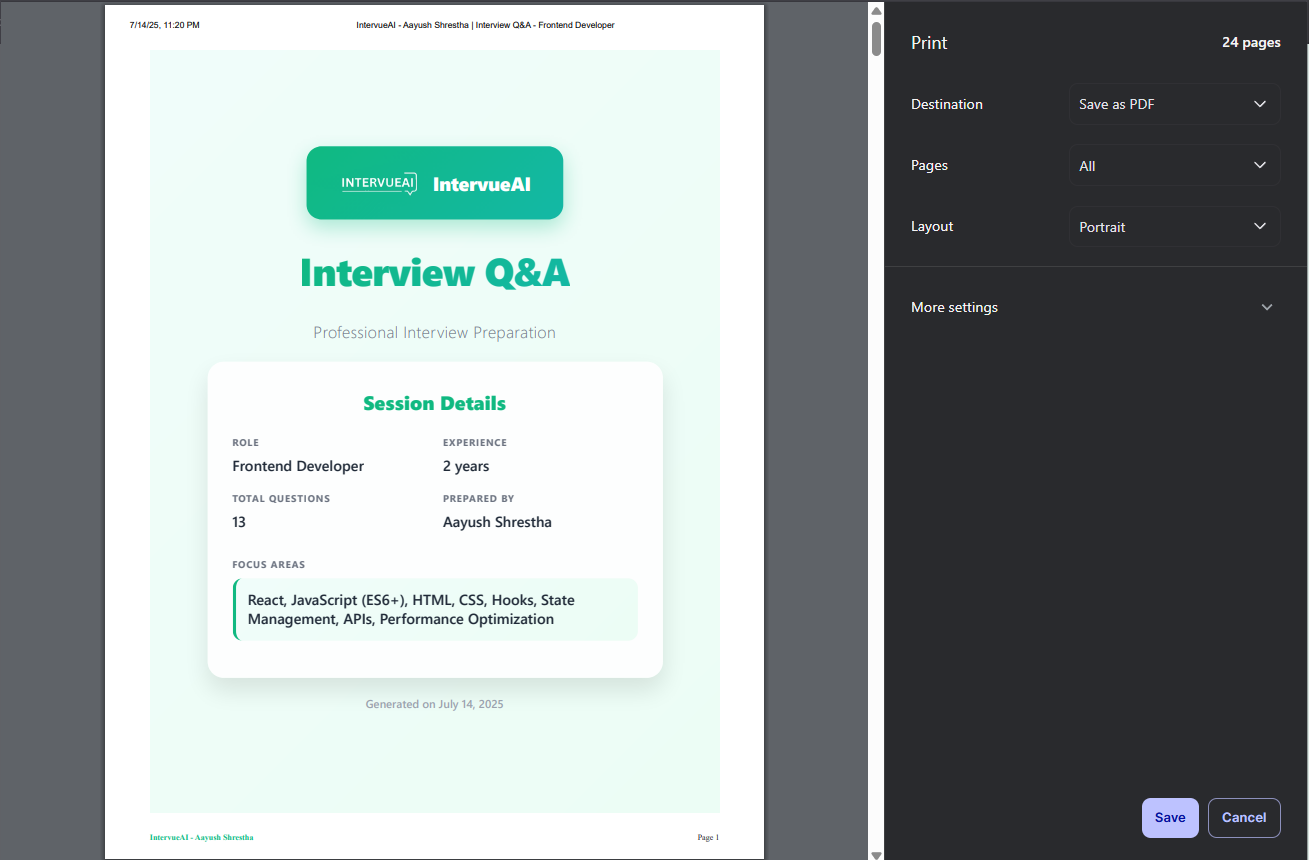 7/14/25, 11:20 PM
IntervueAI - Aayush Shrestha | Interview Q&A - Frontend Developer
INTERVUEAI IntervueAI
Interview Q&A
Professional Interview Preparation
Session Details
ROLE
Frontend Developer
EXPERIENCE
2 years
TOTAL QUESTIONS
13
PREPARED BY
Aayush Shrestha
FOCUS AREAS
React, JavaScript (ES6+), HTML, CSS, Hooks, State
Management, APIs, Performance Optimization
Generated on July 14, 2025
IntervueAI - Aayush Shrestha
Page 1
Print
24 pages
Destination
Save as PDF
Pages
All
Layout
Portrait
More settings
Save
Cancel